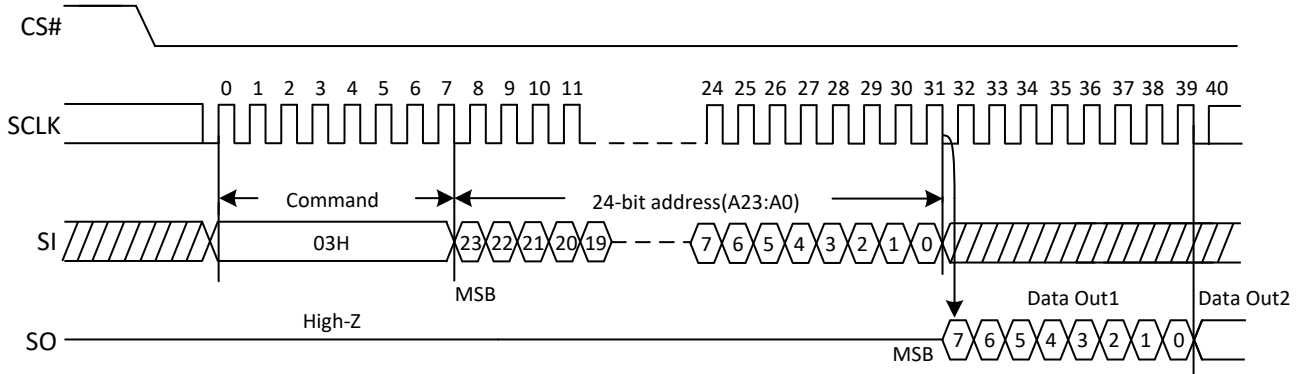 CS#
0 1 2 3 4 5 6 7 8 9 10 11 24 25 26 27 28 29 30 31 32 33 34 35 36 37 38 39 40
SCLK
Command 24-bit address(A23:A0)
SI 03H 23 22 21 20 19 7 6 5 4 3 2 1 0
MSB
High-Z Data Out1 Data Out2
SO MSB 7 6 5 4 3 2 1 0